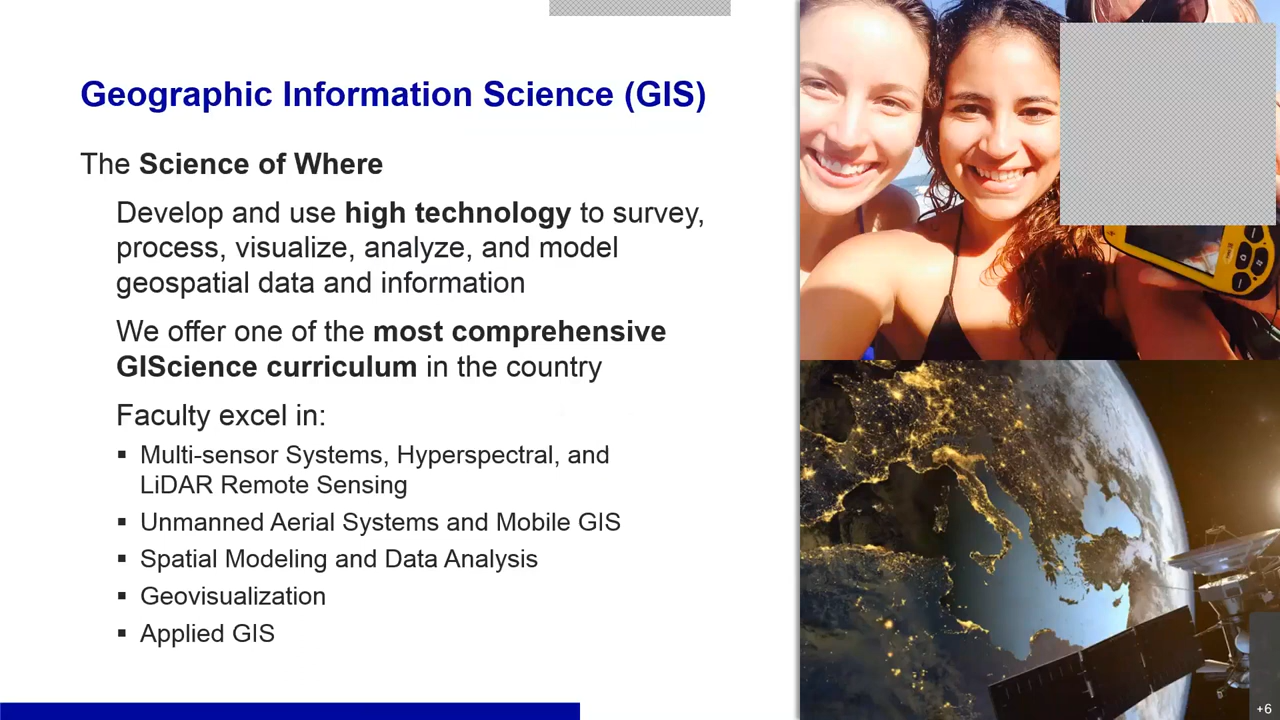 Geographic Information Science (GIS)
The Science of Where
Develop and use high technology to survey,
process, visualize, analyze, and model
geospatial data and information
We offer one of the most comprehensive
GIScience curriculum in the country
Faculty excel in:
▪ Multi-sensor Systems, Hyperspectral, and
LiDAR Remote Sensing
▪ Unmanned Aerial Systems and Mobile GIS
▪ Spatial Modeling and Data Analysis
▪ Geovisualization
▪ Applied GIS
+6